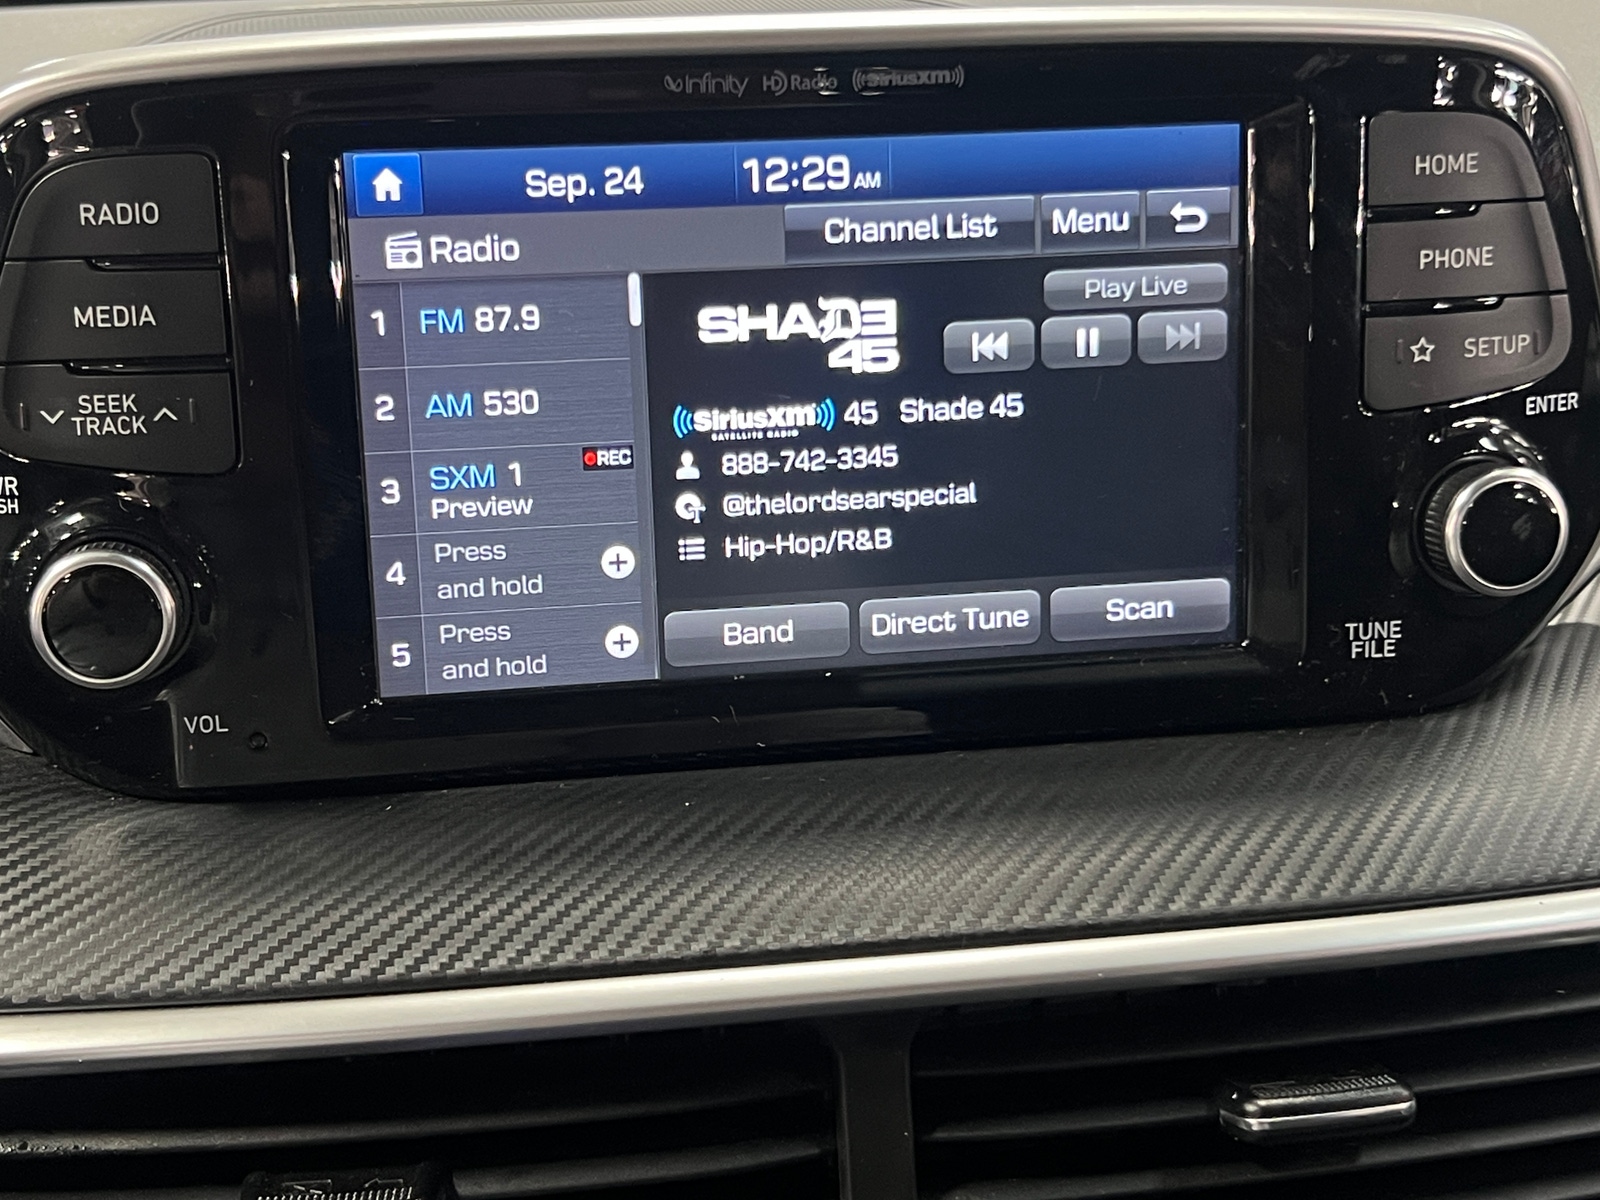 Infinity HD Radio SiriusXM
RADIO
MEDIA
SEEK
TRACK
VOL
Sep. 24 12:29 AM
Radio
Channel List Menu
1 FM 87.9
2 AM 530
3 SXM 1 REC
Preview
4 Press
and hold
5 Press
and hold
Play Live
SHADE
45
SiriusXM 45 Shade 45
SATELLITE RADIO
888-742-3345
@thelordsearspecial
Hip-Hop/R&B
Band Direct Tune Scan
HOME
PHONE
SETUP
ENTER
TUNE
FILE